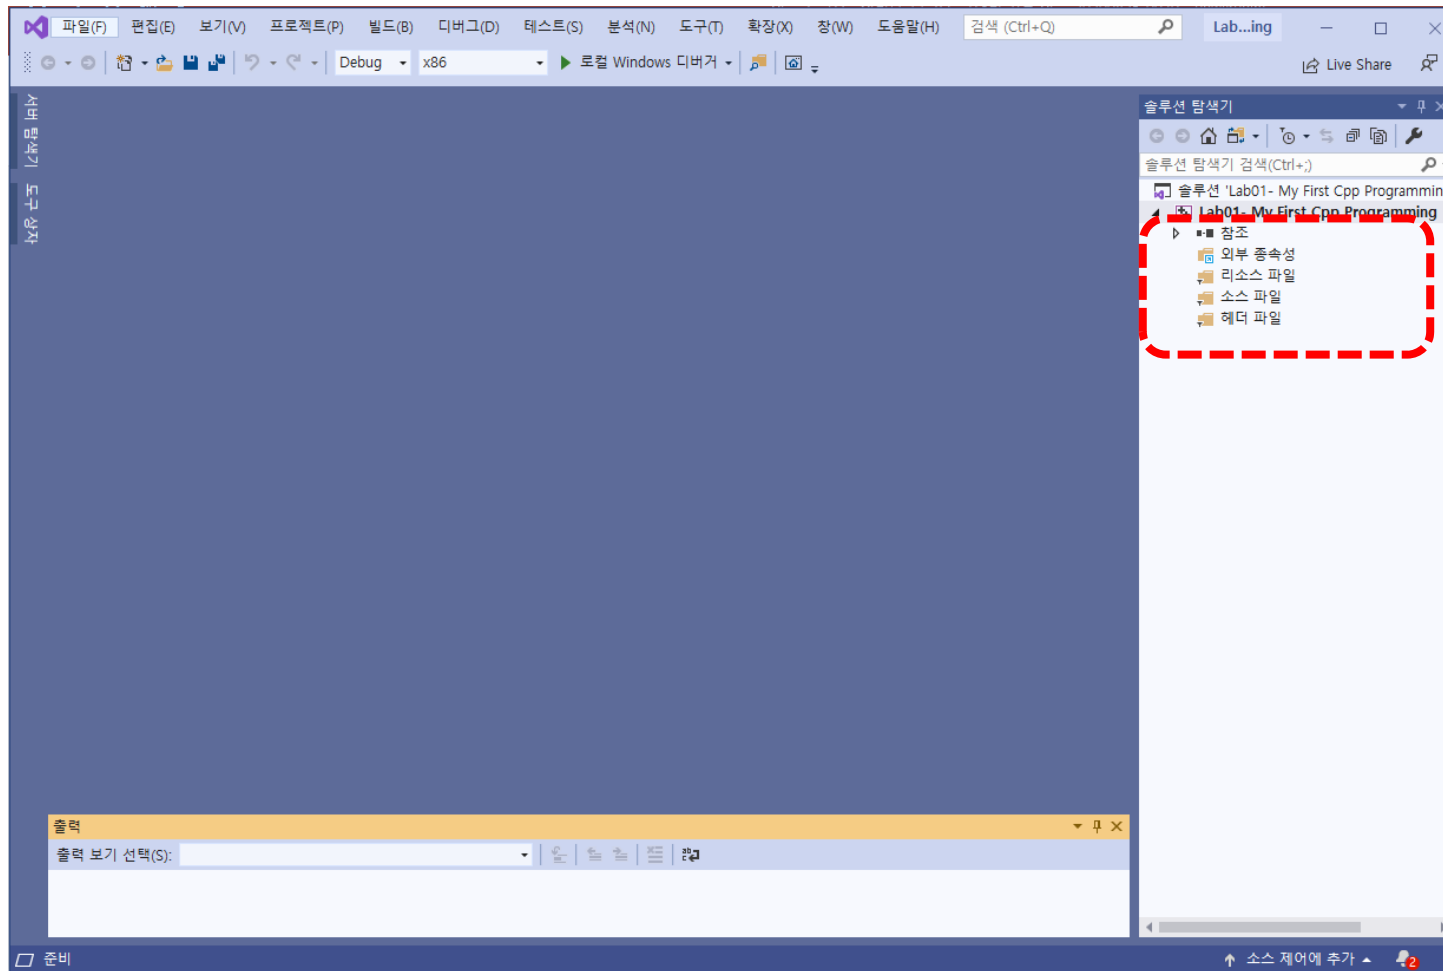 파일(F) 편집(E) 보기(V) 프로젝트(P) 빌드(B) 디버그(D) 테스트(S) 분석(N) 도구(T) 확장(X) 창(W) 도움말(H) 검색 (Ctrl+Q) Lab...ing
Debug x86 로컬 Windows 디버거 Live Share
서버 탐색기
도구 상자
솔루션 탐색기
솔루션 탐색기 검색(Ctrl+;)
솔루션 'Lab01- My First Cpp Programmin
Lab01- My First Cpp Programming
참조
외부 종속성
리소스 파일
소스 파일
헤더 파일
출력
출력 보기 선택(S):
준비 소스 제어에 추가 2